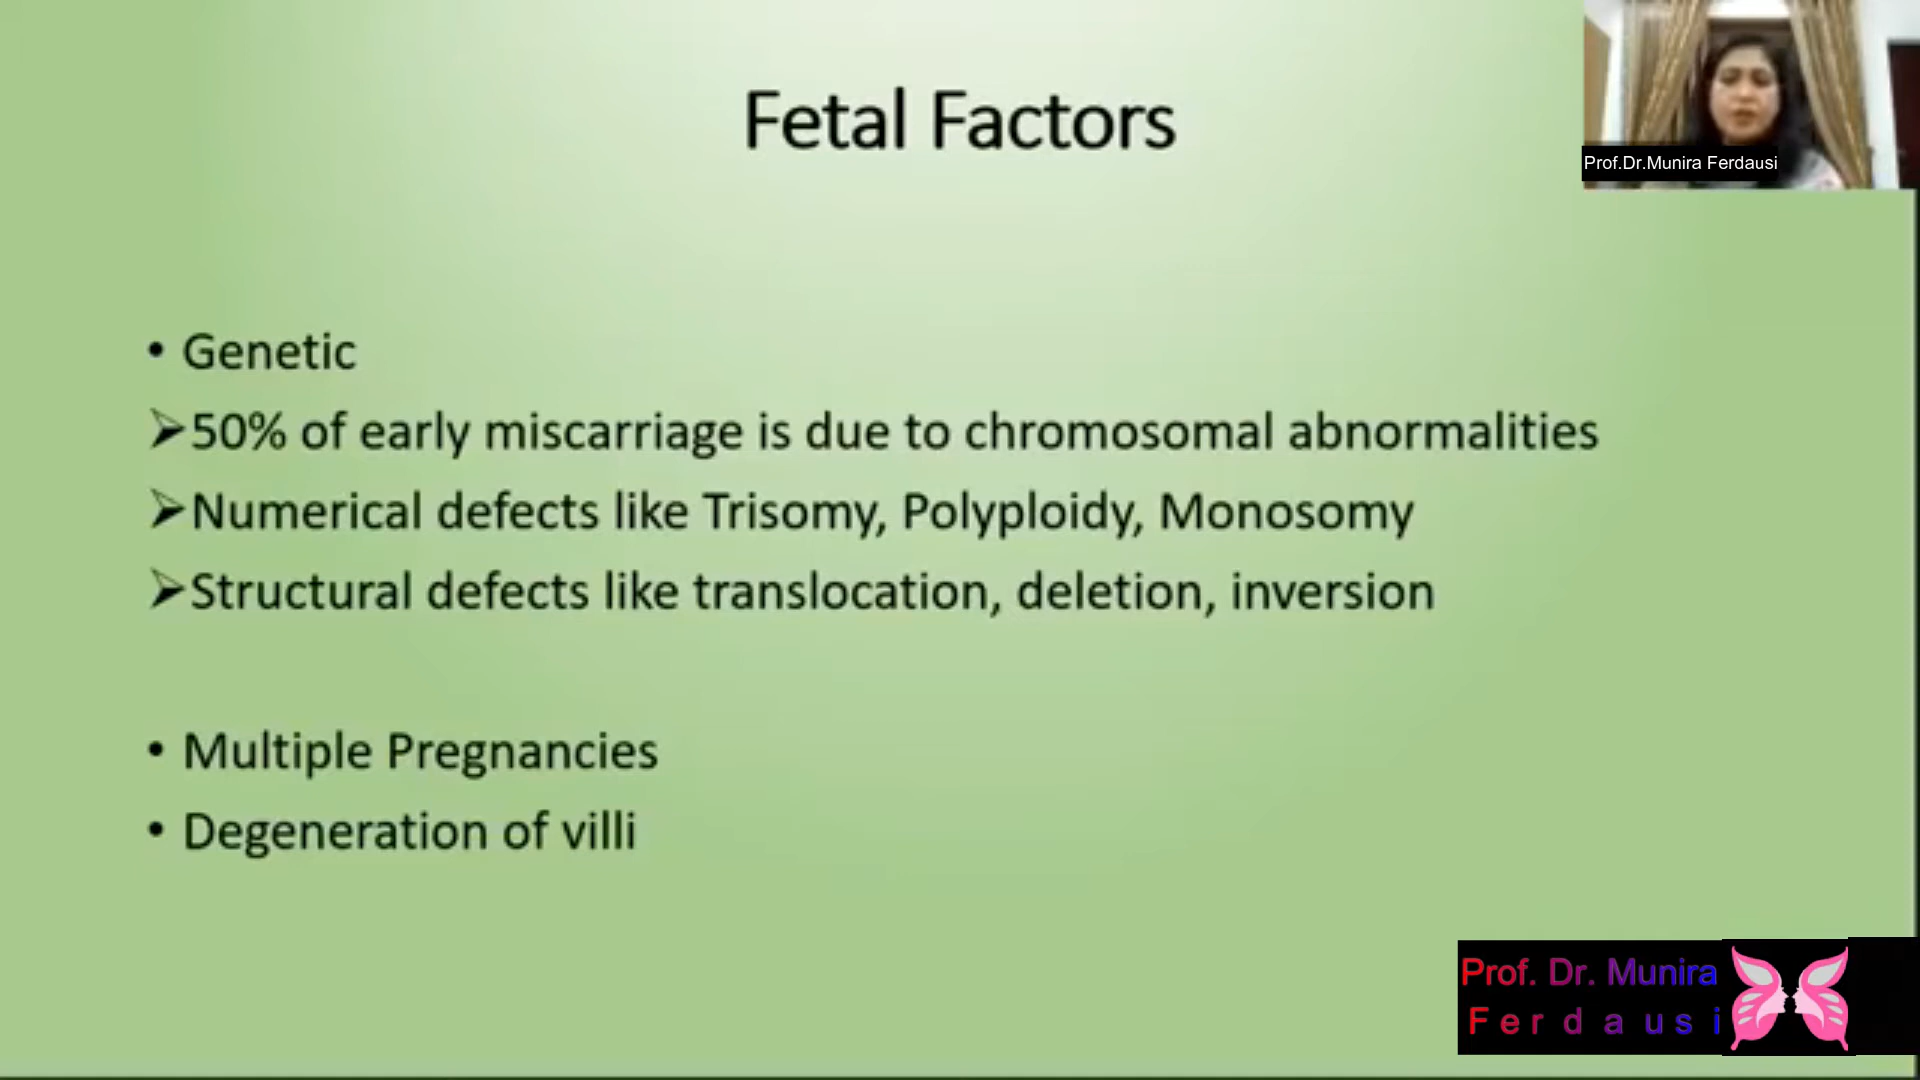 Fetal Factors
Prof.Dr.Munira Ferdausi
• Genetic
➢50% of early miscarriage is due to chromosomal abnormalities
➢Numerical defects like Trisomy, Polyploidy, Monosomy
➢Structural defects like translocation, deletion, inversion
• Multiple Pregnancies
• Degeneration of villi
Prof. Dr. Munira
Ferdausi